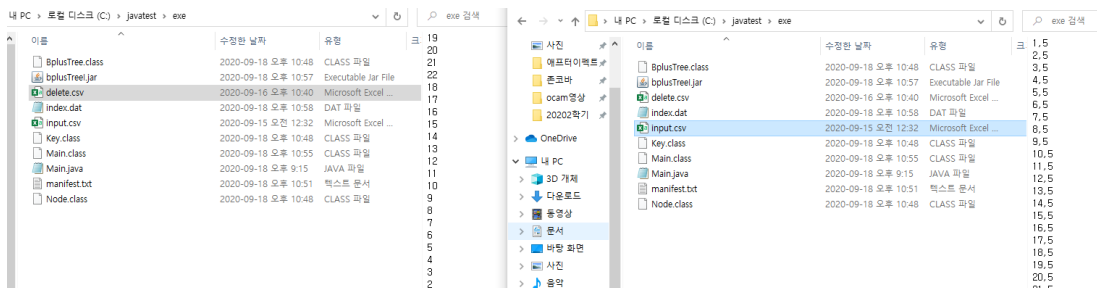 내 PC > 로컬 디스크 (C:) > javatest > exe
exe 검색
이름
수정한 날짜
유형
크
BplusTree.class
2020-09-18 오후 10:48
CLASS 파일
bplusTreeI.jar
2020-09-18 오후 10:57
Executable Jar File
delete.csv
2020-09-16 오후 10:40
Microsoft Excel ...
index.dat
2020-09-18 오후 10:58
DAT 파일
input.csv
2020-09-15 오전 12:32
Microsoft Excel ...
Key.class
2020-09-18 오후 10:48
CLASS 파일
Main.class
2020-09-18 오후 10:55
CLASS 파일
Main.java
2020-09-18 오후 9:15
JAVA 파일
manifest.txt
2020-09-18 오후 10:51
텍스트 문서
Node.class
2020-09-18 오후 10:48
CLASS 파일
19
20
21
22
18
17
16
15
14
13
12
11
10
9
8
7
6
5
4
3
2
내 PC > 로컬 디스크 (C:) > javatest > exe
exe 검색
사진
애프터이펙트
존코바
ocam영상
20202학기
OneDrive
내 PC
3D 개체
다운로드
동영상
문서
바탕 화면
사진
음악
이름
수정한 날짜
유형
크
BplusTree.class
2020-09-18 오후 10:48
CLASS 파일
bplusTreeI.jar
2020-09-18 오후 10:57
Executable Jar File
delete.csv
2020-09-16 오후 10:40
Microsoft Excel ...
index.dat
2020-09-18 오후 10:58
DAT 파일
input.csv
2020-09-15 오전 12:32
Microsoft Excel ...
Key.class
2020-09-18 오후 10:48
CLASS 파일
Main.class
2020-09-18 오후 10:55
CLASS 파일
Main.java
2020-09-18 오후 9:15
JAVA 파일
manifest.txt
2020-09-18 오후 10:51
텍스트 문서
Node.class
2020-09-18 오후 10:48
CLASS 파일
1,5
2,5
3,5
4,5
5,5
6,5
7,5
8,5
9,5
10,5
11,5
12,5
13,5
14,5
15,5
16,5
17,5
18,5
19,5
20,5